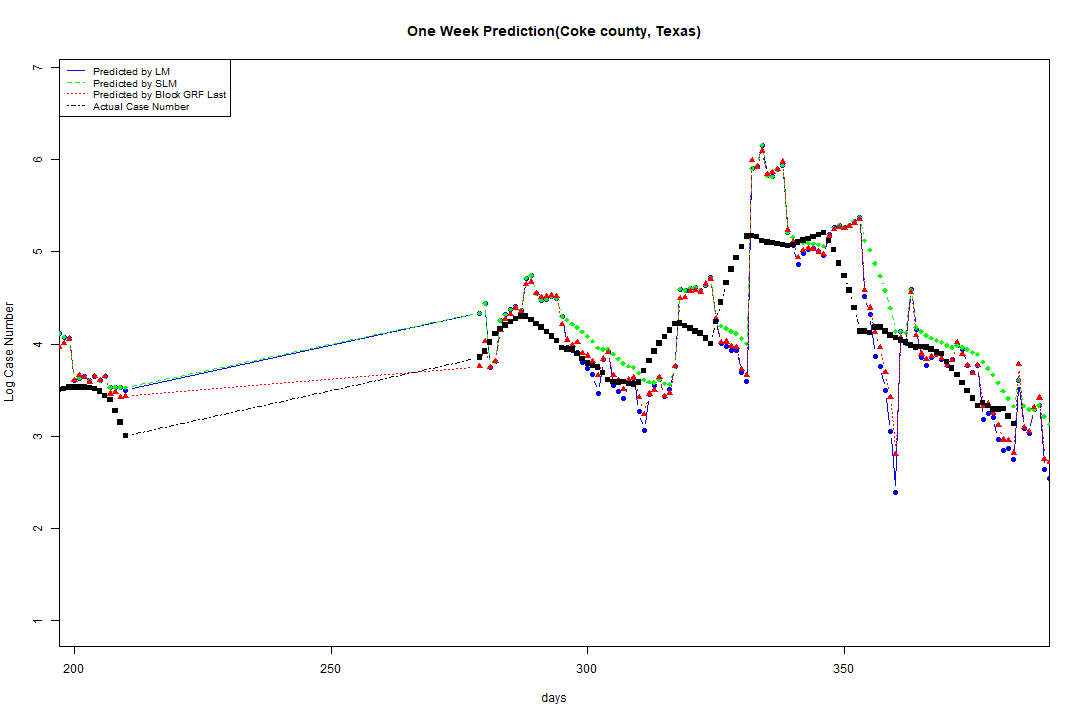 One Week Prediction(Coke county, Texas)
Predicted by LM
Predicted by SLM
Predicted by Block GRF Last
Actual Case Number
7
6
5
4
3
2
1
Log Case Number
200 250 300 350
days